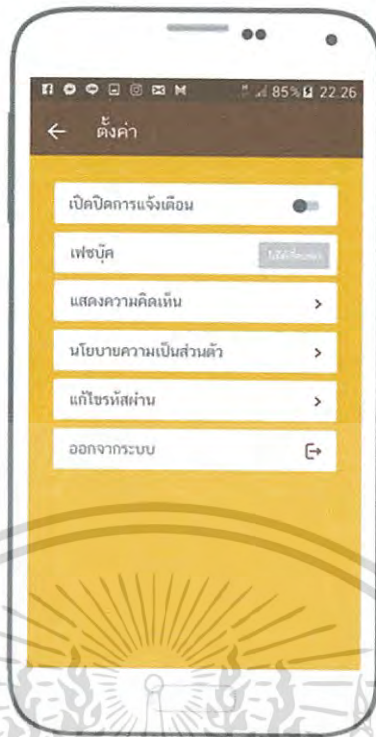 85% 22.26
ตั้งค่า
เปิดปิดการแจ้งเตือน
เฟซบุ๊ค
แสดงความคิดเห็น
นโยบายความเป็นส่วนตัว
แก้ไขรหัสผ่าน
ออกจากระบบ